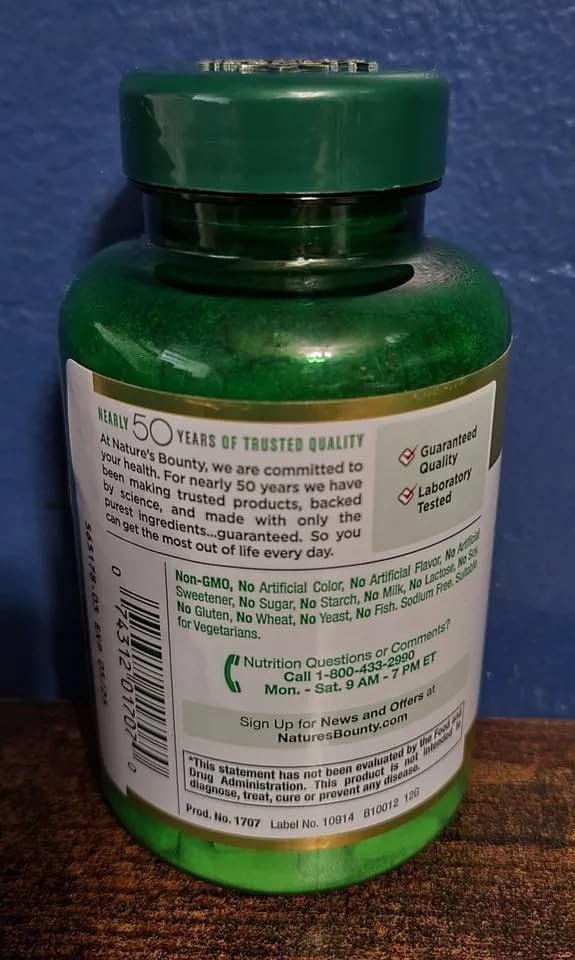 NEARLY 50 YEARS OF TRUSTED QUALITY
At Nature's Bounty, we are committed to
your health. For nearly 50 years we have
been making trusted products, backed
by science, and made with only the
purest ingredients...guaranteed. So you
can get the most out of life every day.
Guaranteed
Quality
Laboratory
Tested
Non-GMO, No Artificial Color, No Artificial Flavor, No Artificial
Sweetener, No Sugar, No Starch, No Milk, No Lactose, No Soy,
No Gluten, No Wheat, No Yeast, No Fish. Sodium Free. Suitable
for Vegetarians.
Nutrition Questions or Comments?
Call 1-800-433-2990
Mon. - Sat. 9 AM - 7 PM ET
Sign Up for News and Offers at
NaturesBounty.com
*This statement has not been evaluated by the Food and
Drug Administration. This product is not intended to
diagnose, treat, cure or prevent any disease.
Prod. No. 1707 Label No. 10914 B10012 12G
0 74312 01707 0